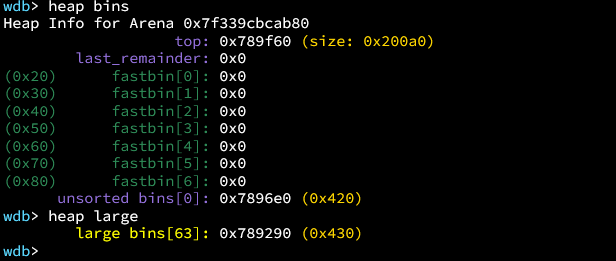 wdb> heap bins
Heap Info for Arena 0x7f339cbcab80
top: 0x789f60 (size: 0x200a0)
last_remainder: 0x0
(0x20) fastbin[0]: 0x0
(0x30) fastbin[1]: 0x0
(0x40) fastbin[2]: 0x0
(0x50) fastbin[3]: 0x0
(0x60) fastbin[4]: 0x0
(0x70) fastbin[5]: 0x0
(0x80) fastbin[6]: 0x0
unsorted bins[0]: 0x7896e0 (0x420)
wdb> heap large
large bins[63]: 0x789290 (0x430)
wdb>